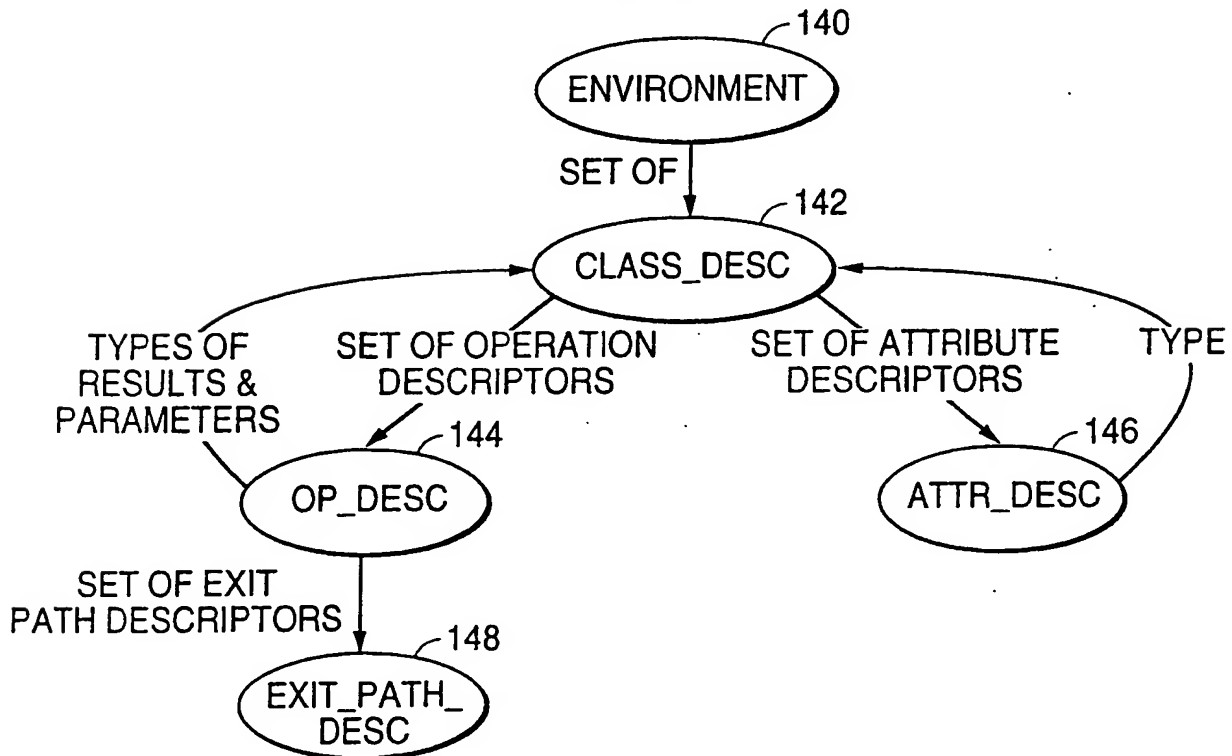 140
ENVIRONMENT
SET OF
142
CLASS_DESC
TYPES OF
RESULTS &
PARAMETERS
SET OF OPERATION
DESCRIPTORS
SET OF ATTRIBUTE
DESCRIPTORS
TYPE
144
OP_DESC
146
ATTR_DESC
SET OF EXIT
PATH DESCRIPTORS
148
EXIT_PATH_
DESC